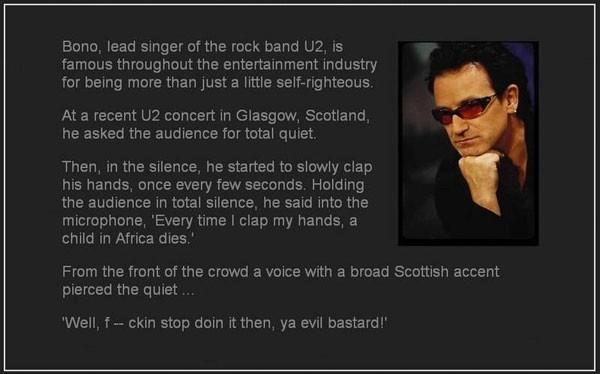 Bono, lead singer of the rock band U2, is
famous throughout the entertainment industry
for being more than just a little self-righteous.
At a recent U2 concert in Glasgow, Scotland,
he asked the audience for total quiet.
Then, in the silence, he started to slowly clap
his hands, once every few seconds. Holding
the audience in total silence, he said into the
microphone, 'Every time I clap my hands, a
child in Africa dies.'
From the front of the crowd a voice with a broad Scottish accent
pierced the quiet ...
'Well, f -- ckin stop doin it then, ya evil bastard!'